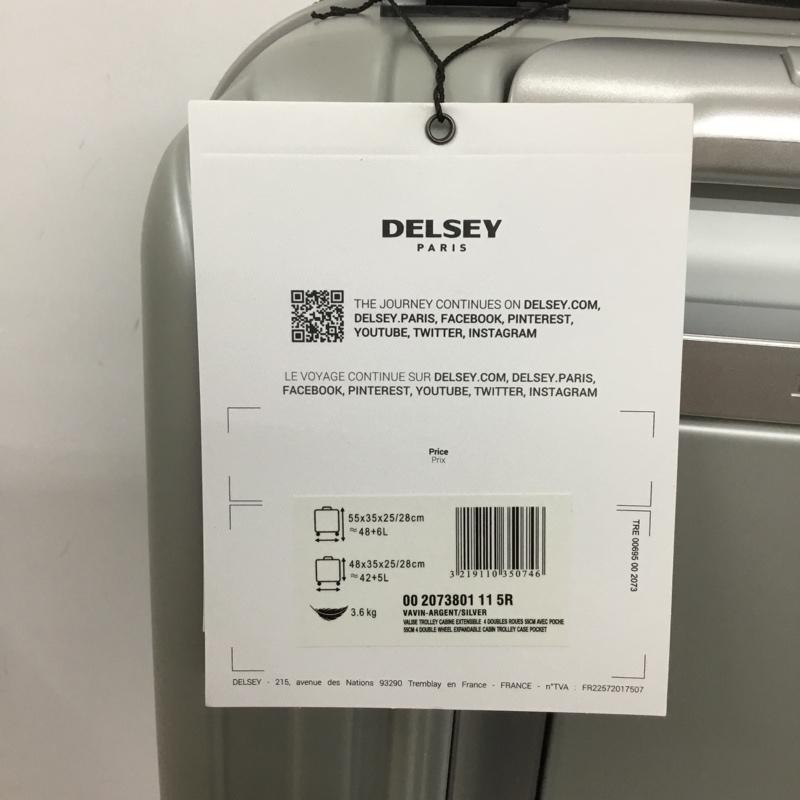 DELSEY
PARIS
THE JOURNEY CONTINUES ON DELSEY.COM,
DELSEY.PARIS, FACEBOOK, PINTEREST,
YOUTUBE, TWITTER, INSTAGRAM
LE VOYAGE CONTINUE SUR DELSEY.COM, DELSEY.PARIS,
FACEBOOK, PINTEREST, YOUTUBE, TWITTER, INSTAGRAM
Price
Prix
55x35x25/28cm
≈48+6L
48x35x25/28cm
≈42+5L
3.6 kg
3 219110 350746
00 2073801 11 5R
VAVIN-ARGENT/SILVER
VALISE TROLLEY CABINE EXTENSIBLE 4 DOUBLES ROUES 55CM AVEC POCHE
55CM 4 DOUBLE WHEEL EXPANDABLE CABIN TROLLEY CASE POCKET
TRE 00695 00 2073
DELSEY - 215, avenue des Nations 93290 Tremblay en France - FRANCE - n°TVA : FR22572017507